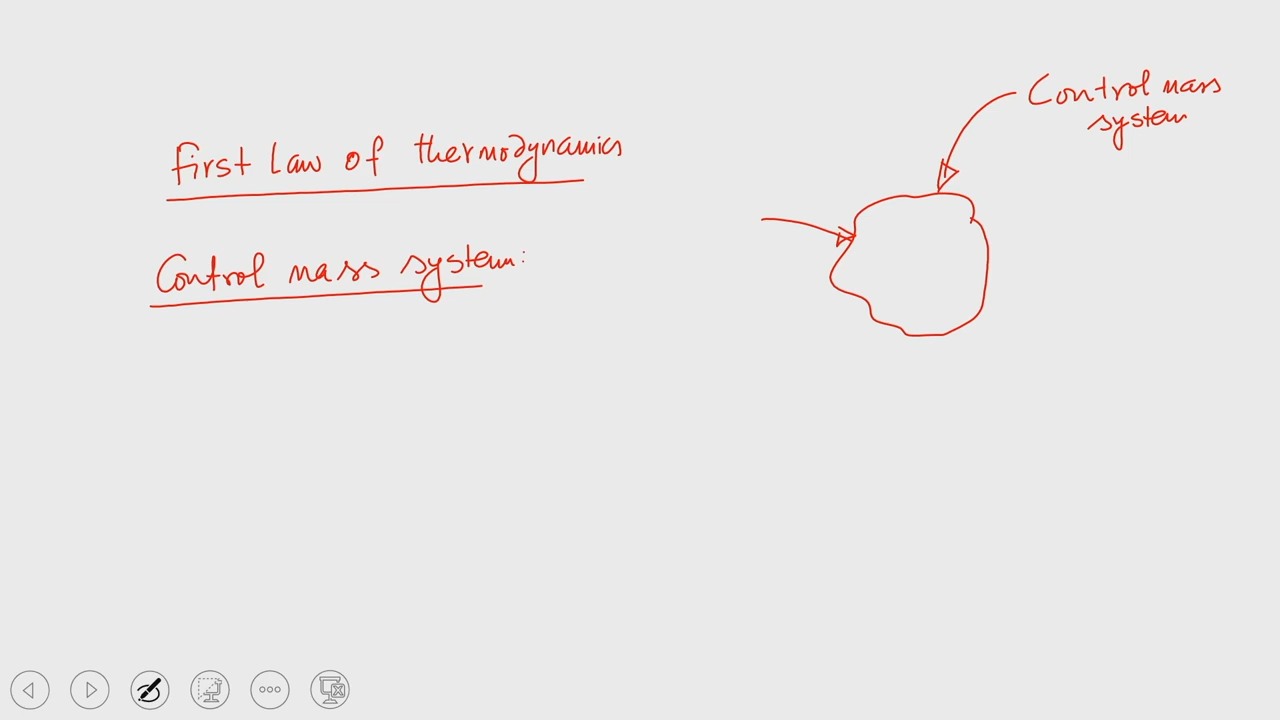 First Law of thermodynamics
Control mass system:
Control mass
system